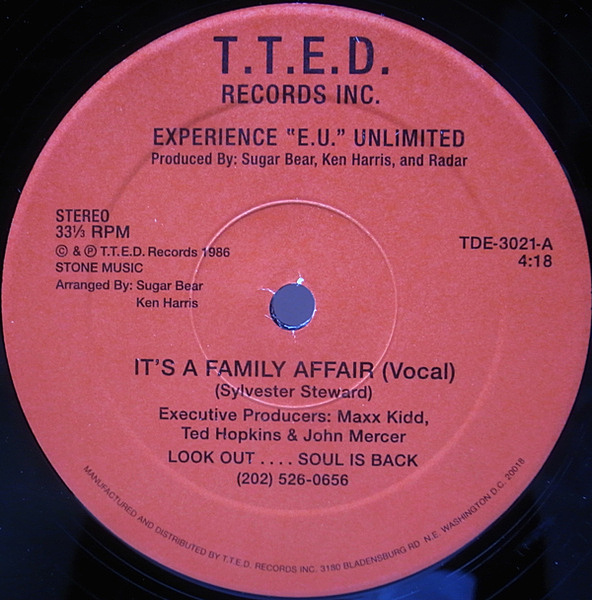 T.T.E.D.
RECORDS INC.
EXPERIENCE "E.U." UNLIMITED
Produced By: Sugar Bear, Ken Harris, and Radar
STEREO
33⅓ RPM
© & ℗ T.T.E.D. Records 1986
STONE MUSIC
Arranged By: Sugar Bear
Ken Harris
TDE-3021-A
4:18
IT'S A FAMILY AFFAIR (Vocal)
(Sylvester Steward)
Executive Producers: Maxx Kidd,
Ted Hopkins & John Mercer
LOOK OUT .... SOUL IS BACK
(202) 526-0656
MANUFACTURED AND DISTRIBUTED BY T.T.E.D. RECORDS INC. 3180 BLADENSBURG RD N.E. WASHINGTON D.C. 20018